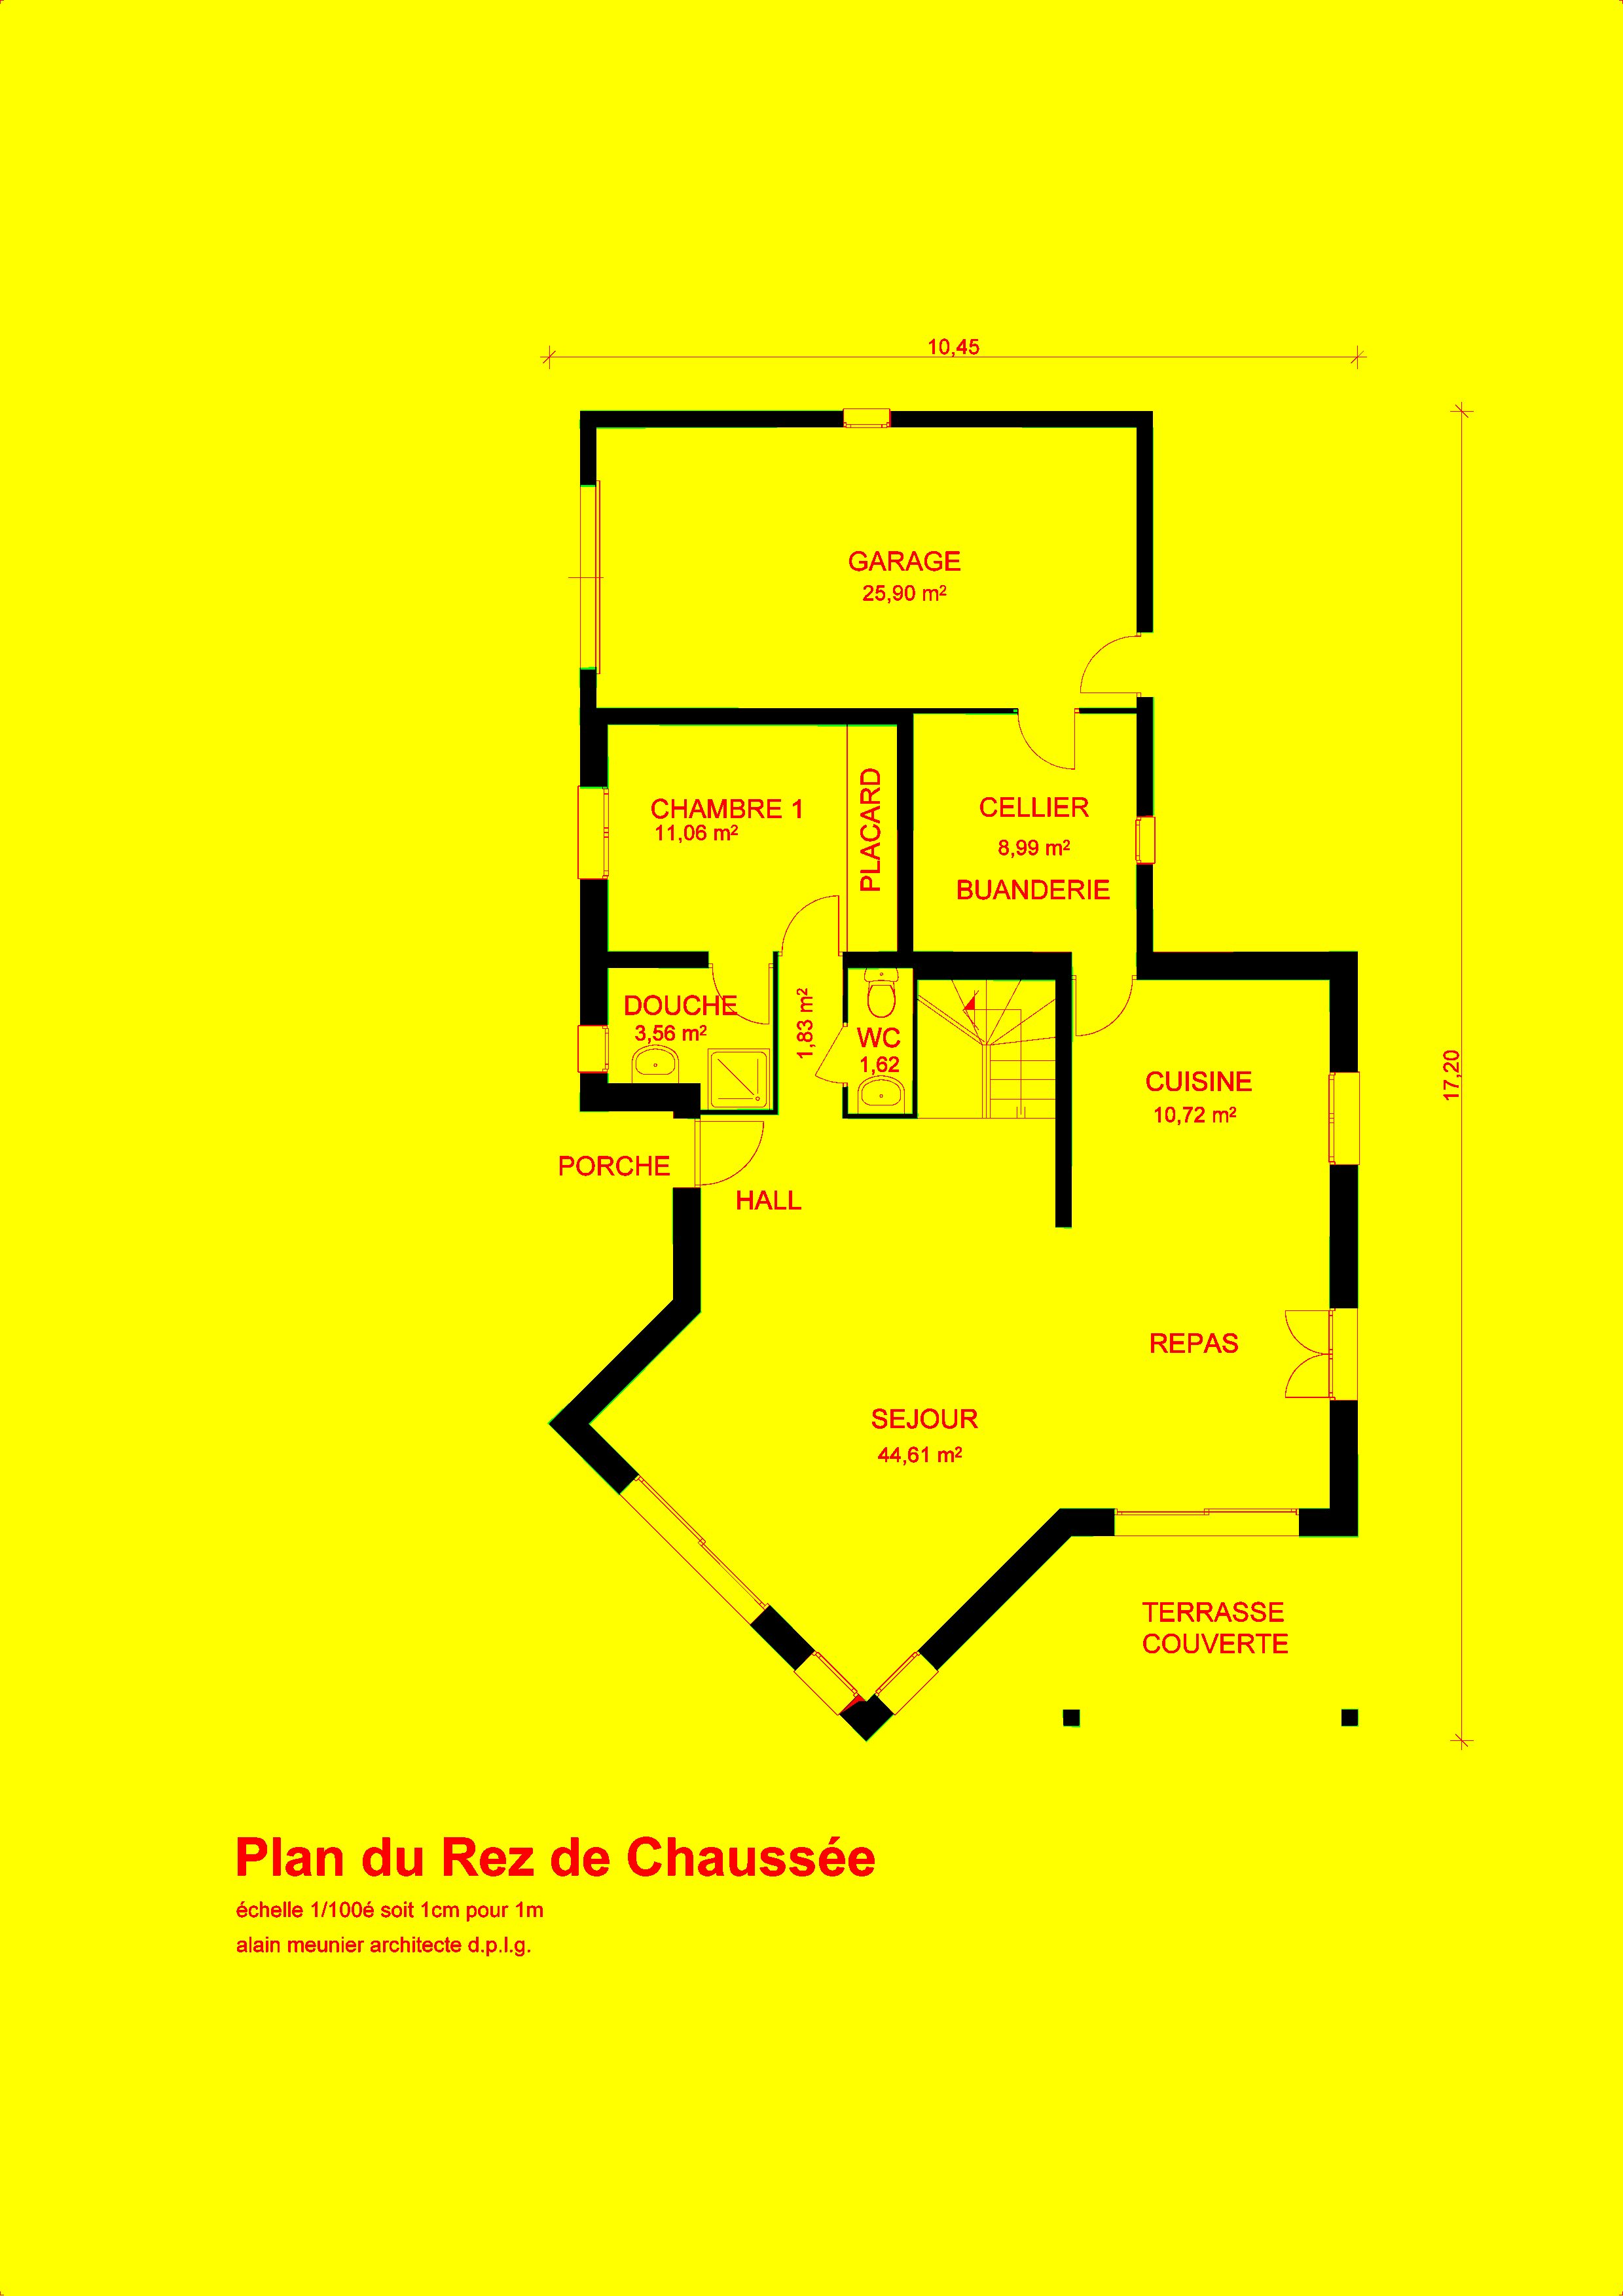 10,45
GARAGE
25,90 m²
CHAMBRE 1
11,06 m²
PLACARD
CELLIER
8,99 m²
BUANDERIE
DOUCHE
3,56 m²
1,83 m²
WC
1,62
CUISINE
10,72 m²
17,20
PORCHE
HALL
REPAS
SEJOUR
44,61 m²
TERRASSE
COUVERTE
Plan du Rez de Chaussée
échelle 1/100é soit 1cm pour 1m
alain meunier architecte d.p.l.g.